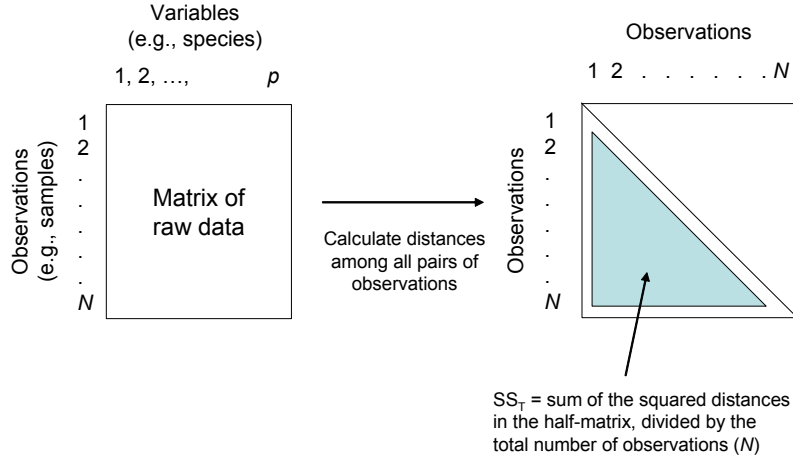 Variables
(e.g., species)
1, 2, …, p
Observations
(e.g., samples)
1
2
.
.
.
.
.
N
Matrix of
raw data
Calculate distances
among all pairs of
observations
Observations
1 2 . . . . . . N
Observations
1
2
.
.
.
.
.
N
SS_T = sum of the squared distances
in the half-matrix, divided by the
total number of observations (N)